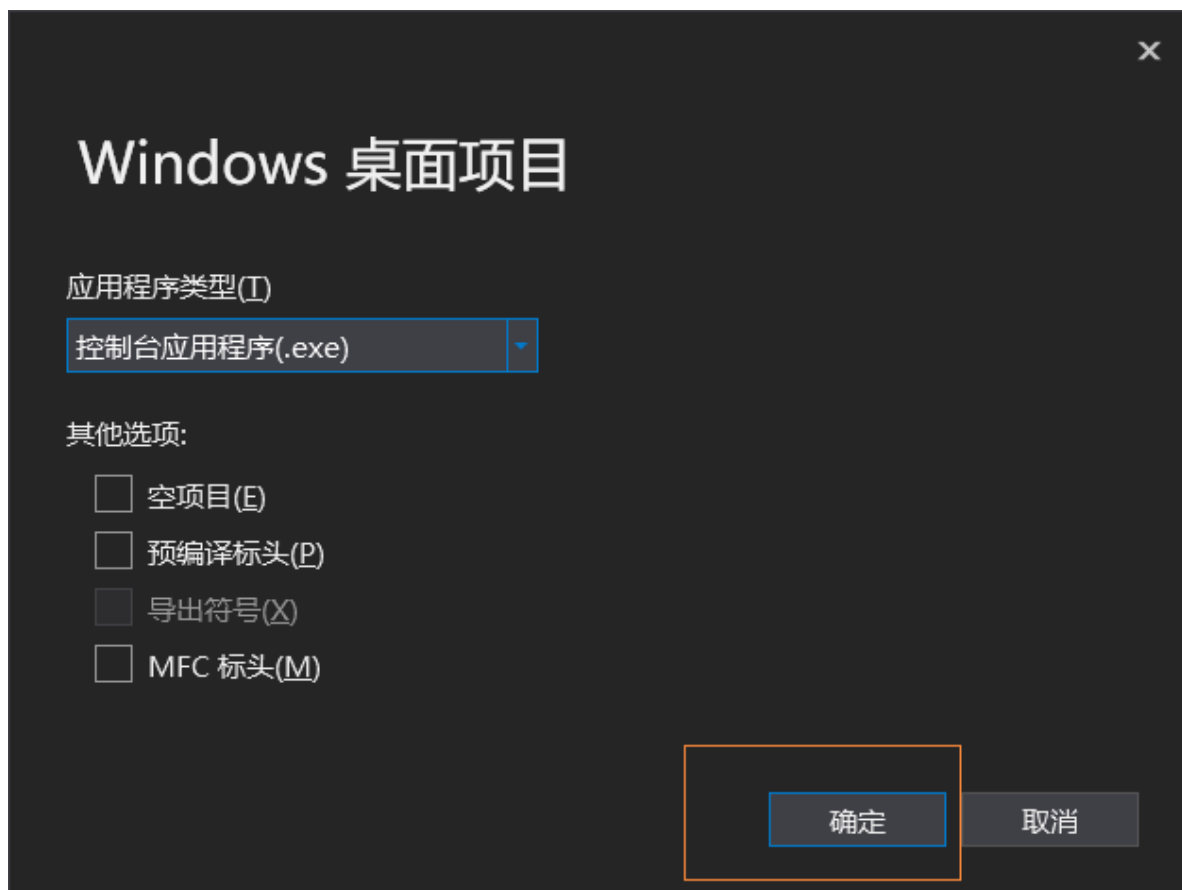 Windows 桌面项目
应用程序类型(T)
控制台应用程序(.exe)
其他选项:
空项目(E)
预编译标头(P)
导出符号(X)
MFC 标头(M)
确定
取消